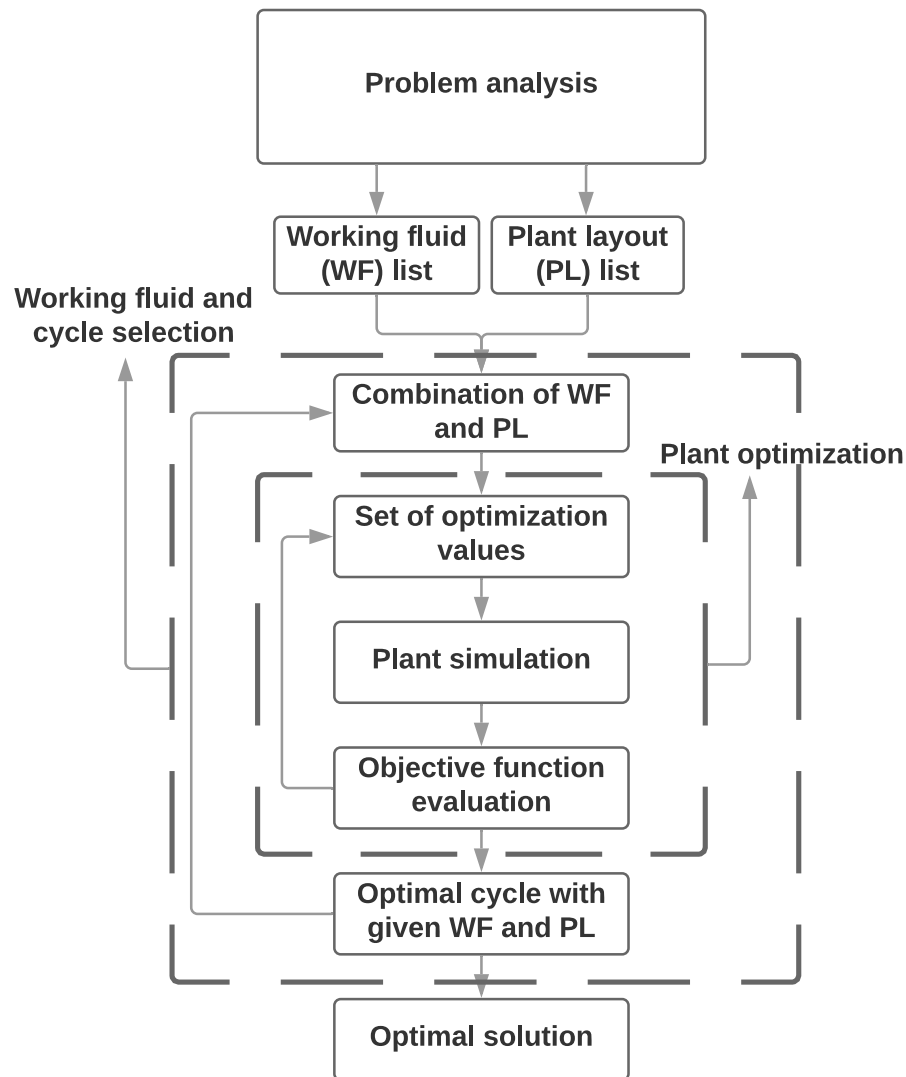 Problem analysis
Working fluid
(WF) list
Plant layout
(PL) list
Working fluid and
cycle selection
Combination of WF
and PL
Plant optimization
Set of optimization
values
Plant simulation
Objective function
evaluation
Optimal cycle with
given WF and PL
Optimal solution